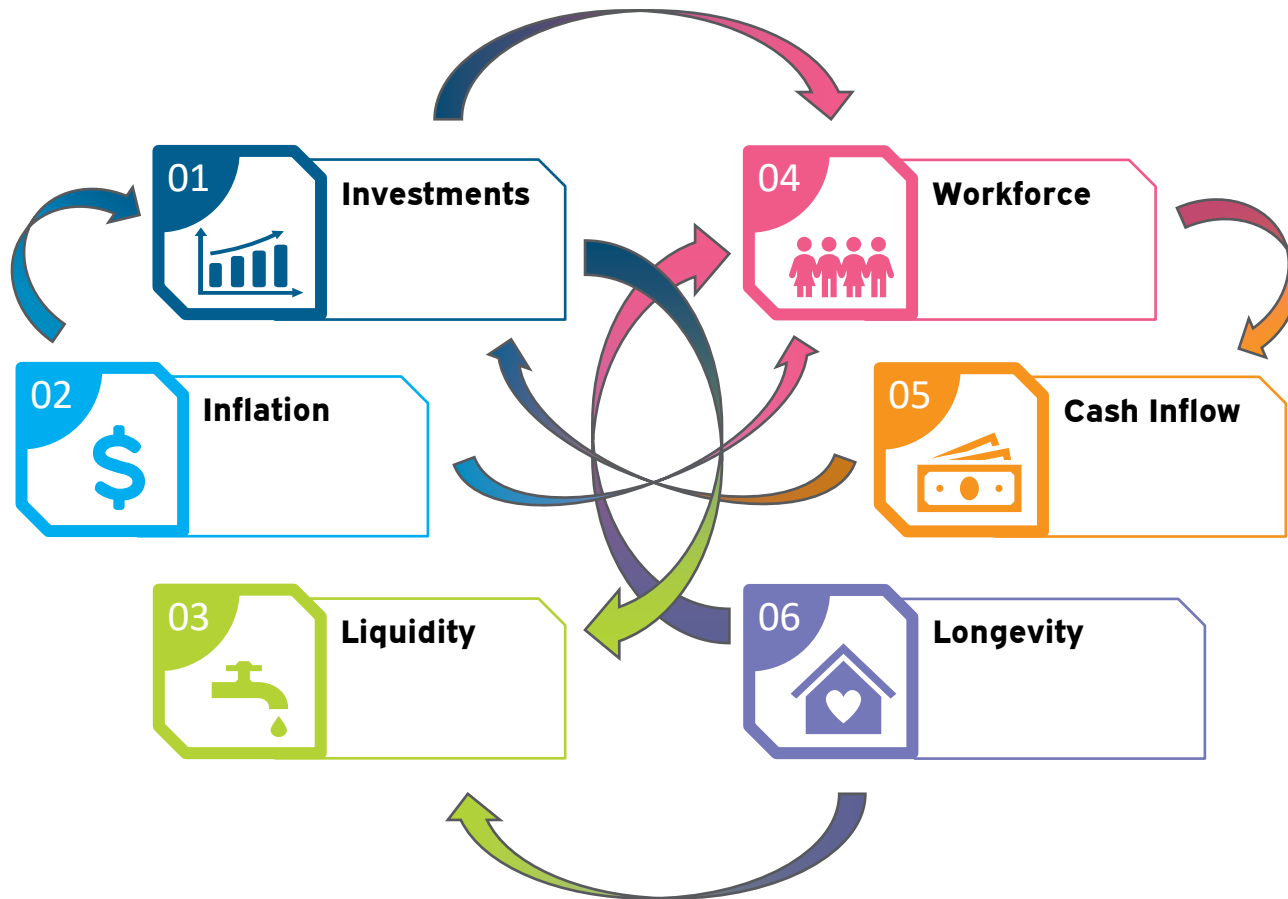 01
Investments
02
Inflation
03
Liquidity
04
Workforce
05
Cash Inflow
06
Longevity